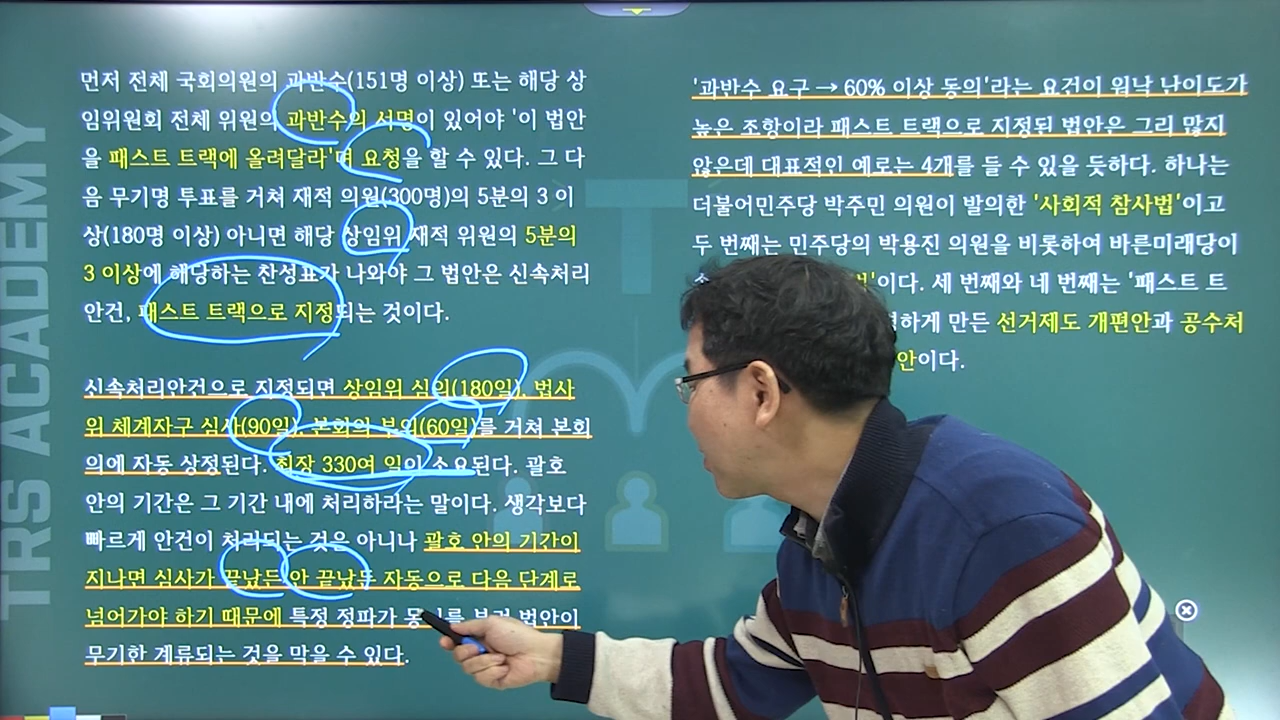 TRS ACADEMY
먼저 전체 국회의원의 과반수(151명 이상) 또는 해당 상
임위원회 전체 위원의 과반수의 서명이 있어야 '이 법안
을 패스트 트랙에 올려달라'며 요청을 할 수 있다. 그 다
음 무기명 투표를 거쳐 재적 의원(300명)의 5분의 3 이
상(180명 이상) 아니면 해당 상임위 재적 위원의 5분의
3 이상에 해당하는 찬성표가 나와야 그 법안은 신속처리
안건, 패스트 트랙으로 지정되는 것이다.
신속처리안건으로 지정되면 상임위 심의(180일), 법사
위 체계자구 심사(90일), 본회의 부의(60일)를 거쳐 본회
의에 자동 상정된다. 최장 330여 일이 소요된다. 괄호
안의 기간은 그 기간 내에 처리하라는 말이다. 생각보다
빠르게 안건이 처리되는 것은 아니나 괄호 안의 기간이
지나면 심사가 끝났든 안 끝났든 자동으로 다음 단계로
넘어가야 하기 때문에 특정 정파가 법안이
무기한 계류되는 것을 막을 수 있다.
'과반수 요구 → 60% 이상 동의'라는 요건이 워낙 난이도가
높은 조항이라 패스트 트랙으로 지정된 법안은 그리 많지
않은데 대표적인 예로는 4개를 들 수 있을 듯하다. 하나는
더불어민주당 박주민 의원이 발의한 '사회적 참사법'이고
두 번째는 민주당의 박용진 의원을 비롯하여 바른미래당이
이다. 세 번째와 네 번째는 '패스트 트
하게 만든 선거제도 개편안과 공수처
안이다.